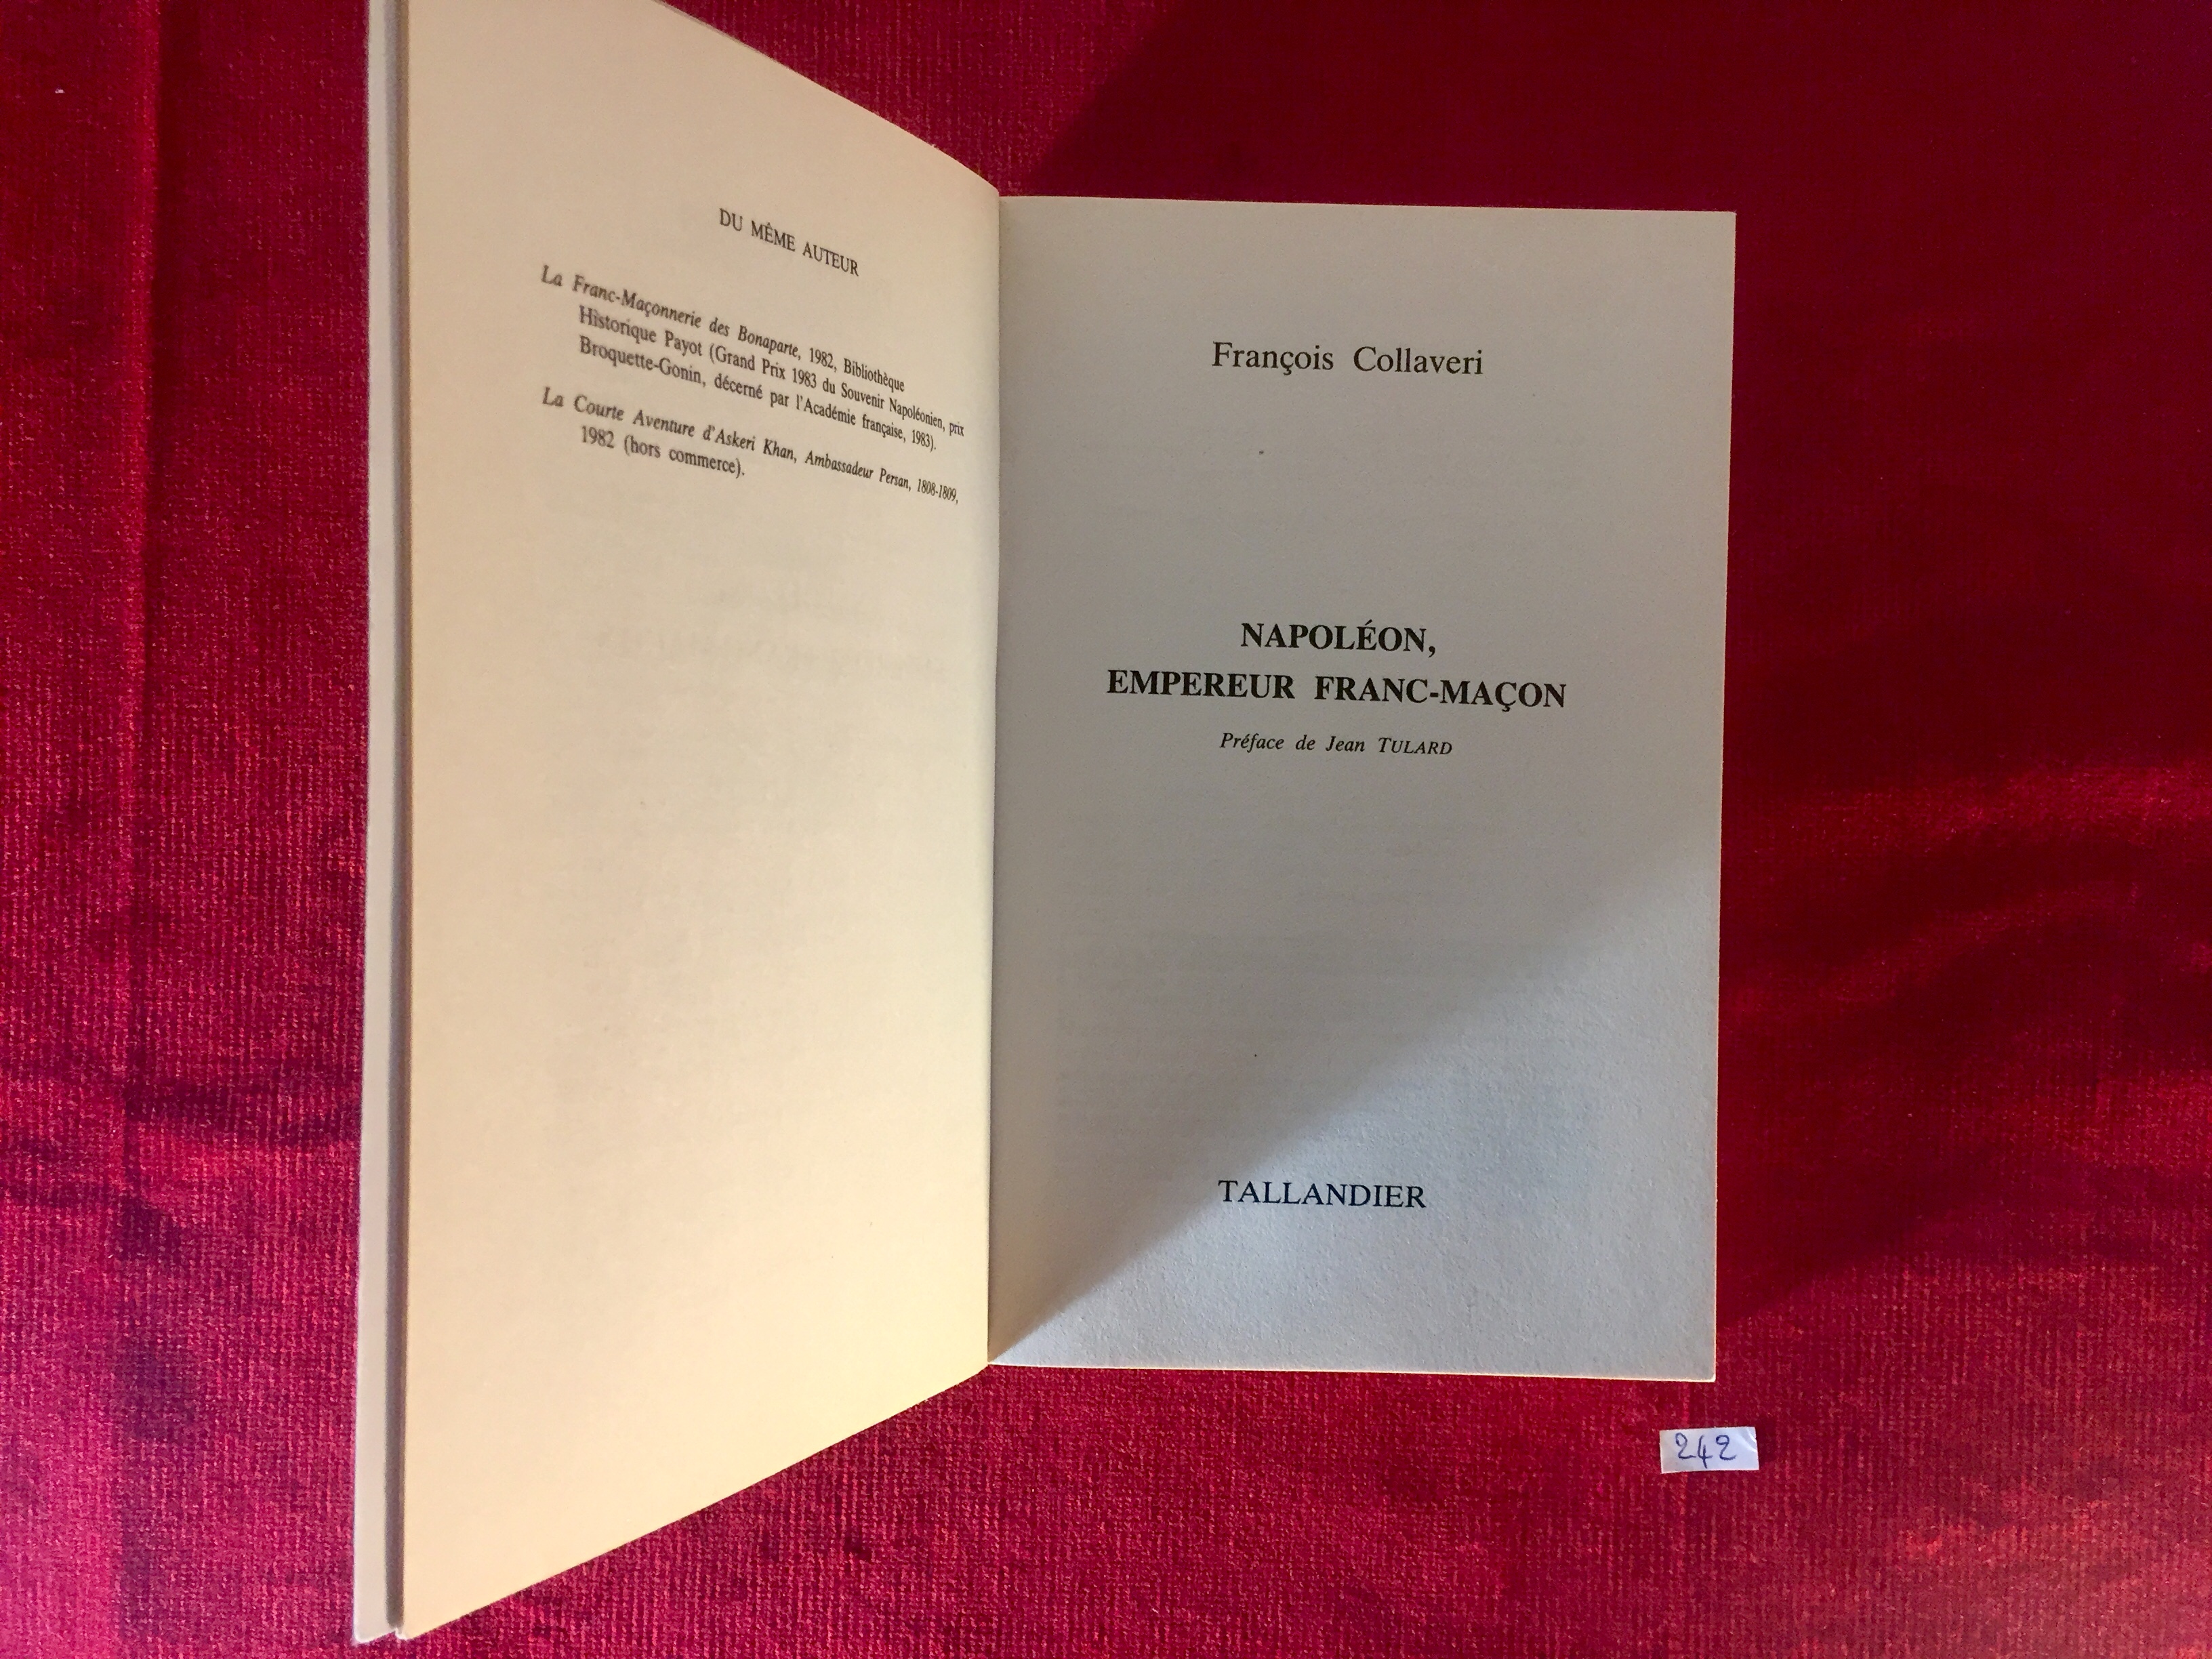 DU MÊME AUTEUR
La Franc-Maçonnerie des Bonaparte, 1982, Bibliothèque
Historique Payot (Grand Prix 1983 du Souvenir Napoléonien, prix
Broquette-Gonin, décerné par l'Académie française, 1983).
La Courte Aventure d'Askeri Khan, Ambassadeur Persan, 1808-1809,
1982 (hors commerce).
François Collaveri
NAPOLÉON,
EMPEREUR FRANC-MAÇON
Préface de Jean TULARD
TALLANDIER
242